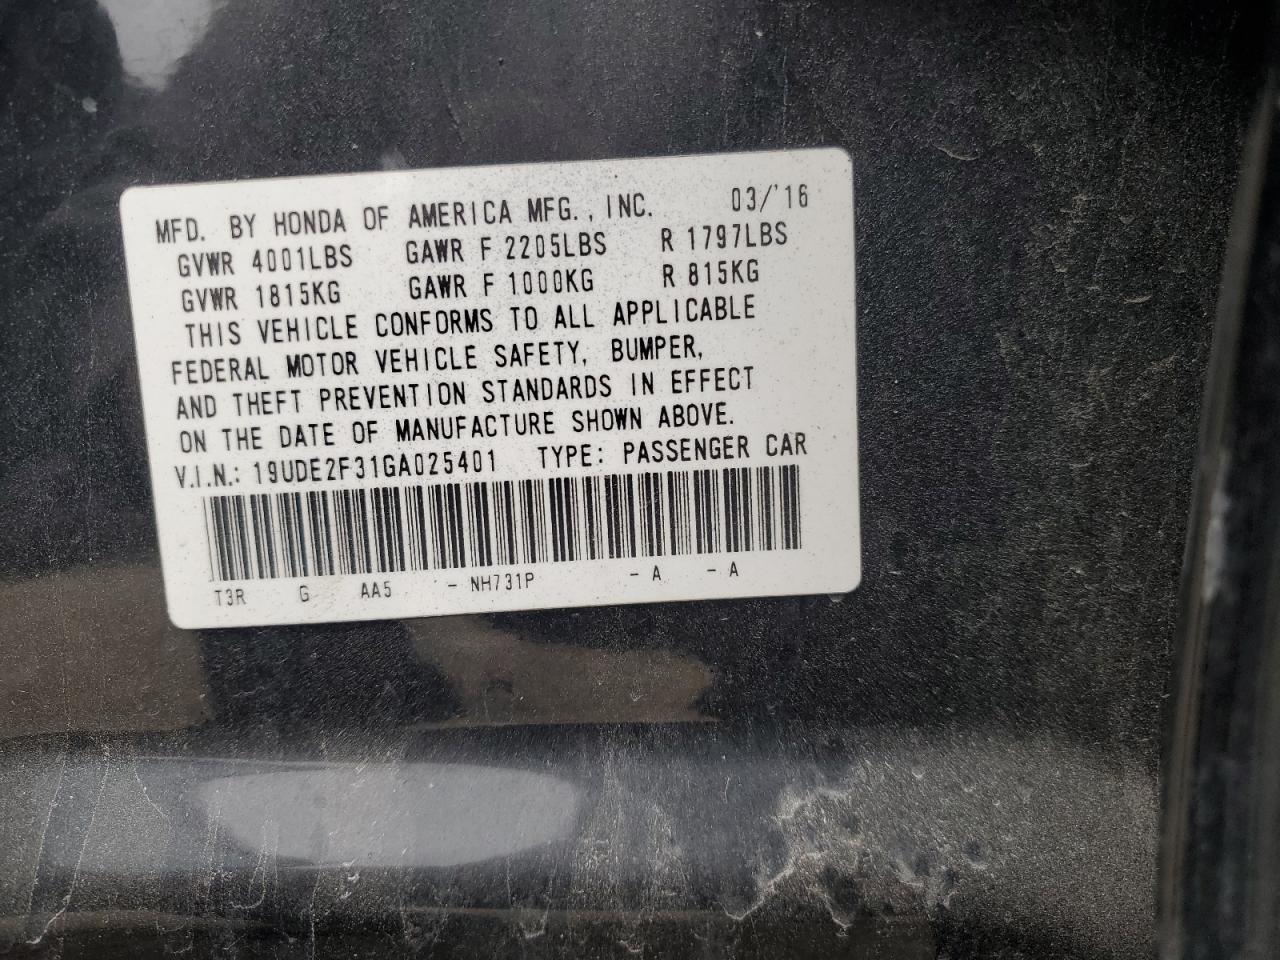 MFD. BY HONDA OF AMERICA MFG., INC. 03/'16
GVWR 4001LBS GAWR F 2205LBS R 1797LBS
GVWR 1815KG GAWR F 1000KG R 815KG
THIS VEHICLE CONFORMS TO ALL APPLICABLE
FEDERAL MOTOR VEHICLE SAFETY, BUMPER,
AND THEFT PREVENTION STANDARDS IN EFFECT
ON THE DATE OF MANUFACTURE SHOWN ABOVE.
V.I.N.: 19UDE2F31GA025401 TYPE: PASSENGER CAR
T3R G AA5 - NH731P - A - A